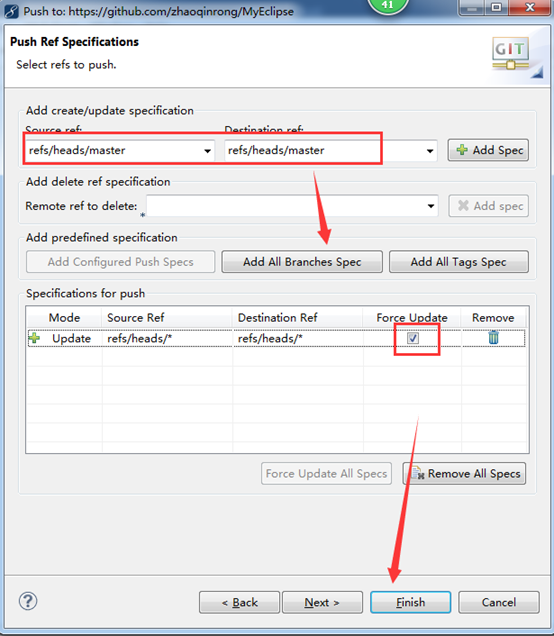 Push to: https://github.com/zhaoqinrong/MyEclipse
41
Push Ref Specifications
Select refs to push.
GIT
Add create/update specification
Source ref: Destination ref:
refs/heads/master refs/heads/master Add Spec
Add delete ref specification
Remote ref to delete: * Add spec
Add predefined specification
Add Configured Push Specs Add All Branches Spec Add All Tags Spec
Specifications for push
Mode Source Ref Destination Ref Force Update Remove
Update refs/heads/* refs/heads/*
Force Update All Specs Remove All Specs
? < Back Next > Finish Cancel